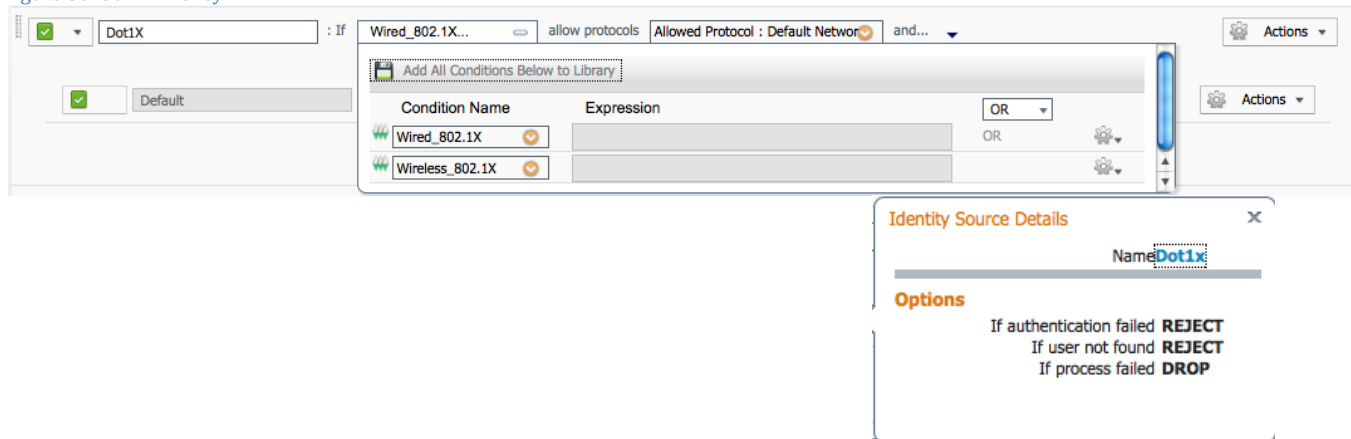 Dot1X : If Wired_802.1X... allow protocols Allowed Protocol : Default Networ and... Actions
Add All Conditions Below to Library
Default Actions
Condition Name Expression OR
Wired_802.1X OR
Wireless_802.1X
Identity Source Details
Name Dot1x
Options
If authentication failed REJECT
If user not found REJECT
If process failed DROP